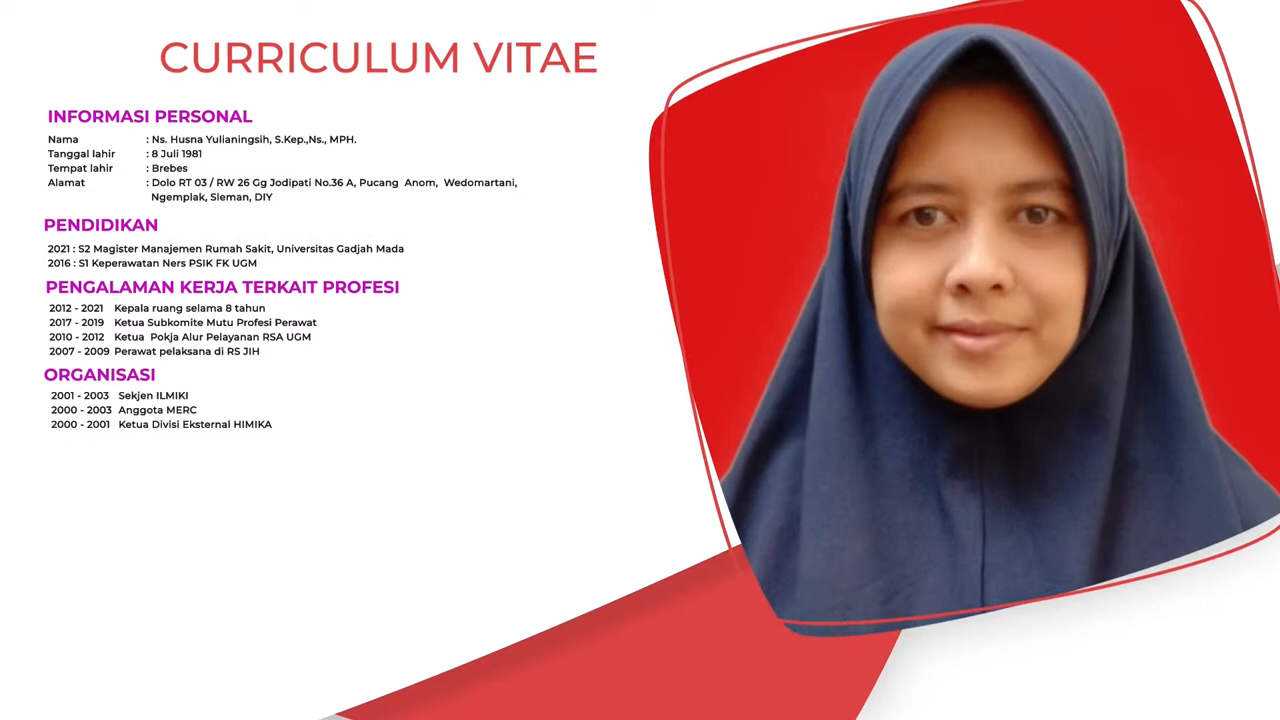 CURRICULUM VITAE
INFORMASI PERSONAL
Nama : Ns. Husna Yulianingsih, S.Kep.,Ns., MPH.
Tanggal lahir : 8 Juli 1981
Tempat lahir : Brebes
Alamat : Dolo RT 03 / RW 26 Gg Jodipati No.36 A, Pucang Anom, Wedomartani,
Ngemplak, Sleman, DIY
PENDIDIKAN
2021 : S2 Magister Manajemen Rumah Sakit, Universitas Gadjah Mada
2016 : S1 Keperawatan Ners PSIK FK UGM
PENGALAMAN KERJA TERKAIT PROFESI
2012 - 2021 Kepala ruang selama 8 tahun
2017 - 2019 Ketua Subkomite Mutu Profesi Perawat
2010 - 2012 Ketua Pokja Alur Pelayanan RSA UGM
2007 - 2009 Perawat pelaksana di RS JIH
ORGANISASI
2001 - 2003 Sekjen ILMIKI
2000 - 2003 Anggota MERC
2000 - 2001 Ketua Divisi Eksternal HIMIKA